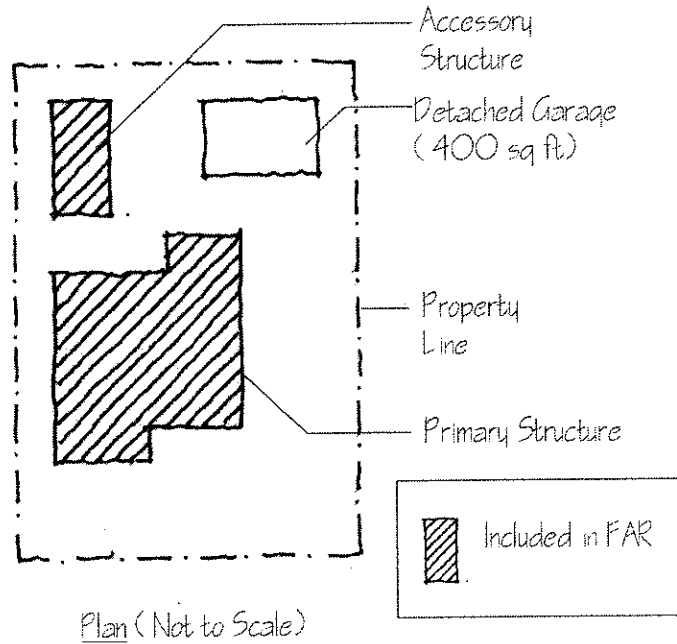 Accessory
Structure
Detached Garage
(400 sq ft)
Property
Line
Primary Structure
Included in FAR
Plan (Not to Scale)